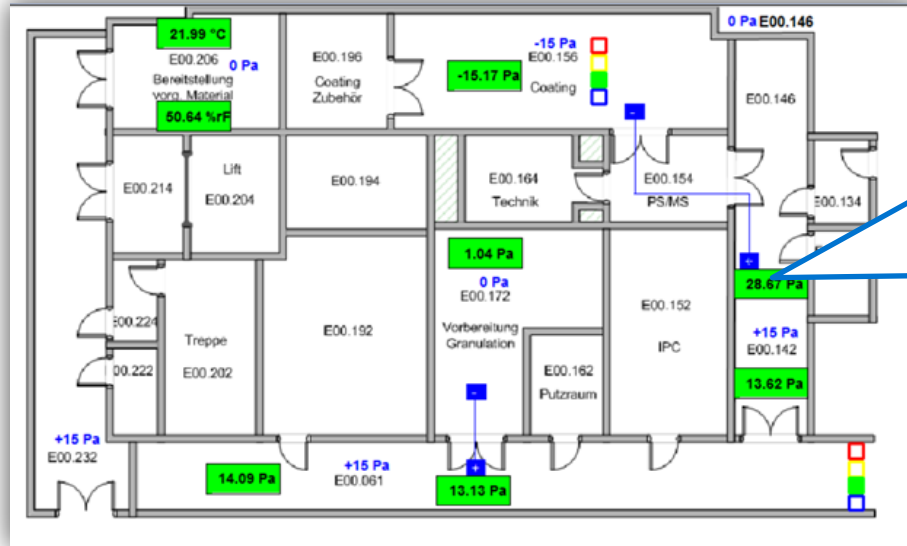 21.99 °C
E00.206
0 Pa
Bereitstellung
vorg. Material
50.64 %rF
E00.196
Coating
Zubehör
-15 Pa
E00.156
-15.17 Pa
Coating
0 Pa E00.146
E00.146
E00.214
Lift
E00.204
E00.194
E00.164
Technik
E00.154
PS/MS
E00.134
1.04 Pa
0 Pa
E00.172
Vorbereitung
Granulation
E00.192
E00.152
IPC
28.67 Pa
+15 Pa
E00.142
13.62 Pa
E00.224
Treppe
E00.202
00.222
E00.162
Putzraum
+15 Pa
E00.232
14.09 Pa
+15 Pa
E00.061
13.13 Pa
-
+
-
+